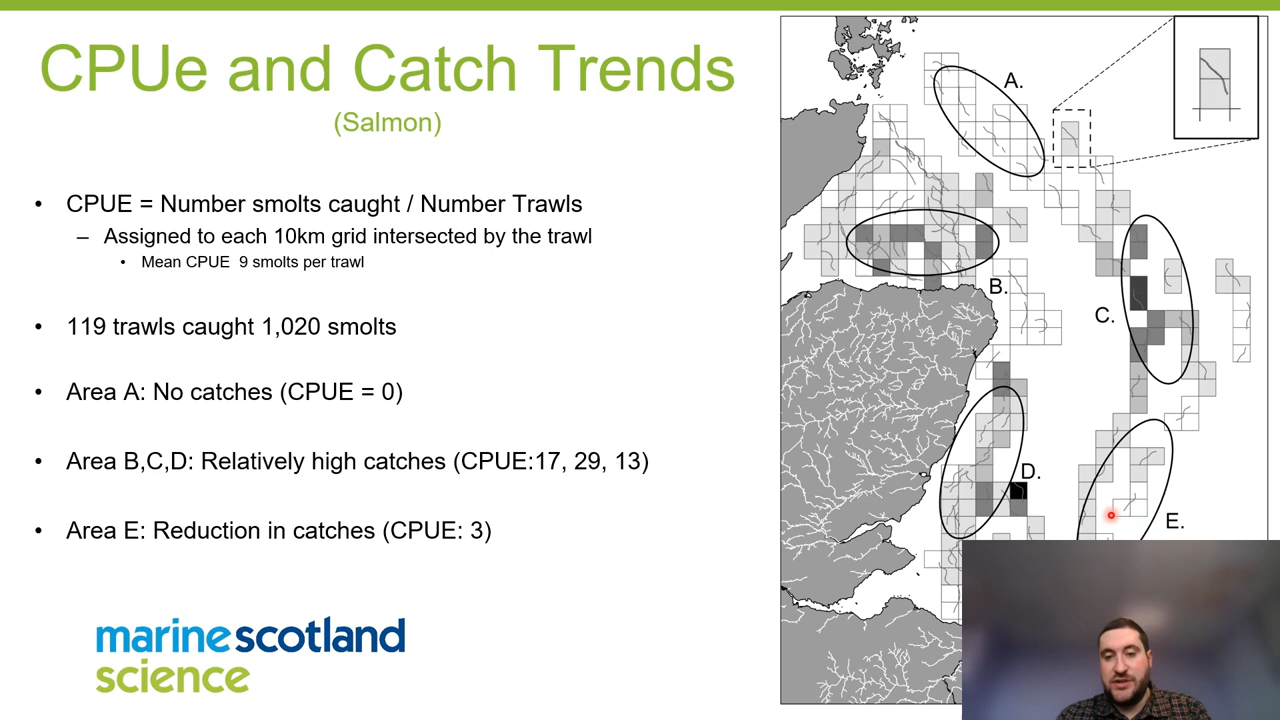 CPUe and Catch Trends
(Salmon)
• CPUE = Number smolts caught / Number Trawls
– Assigned to each 10km grid intersected by the trawl
• Mean CPUE 9 smolts per trawl
• 119 trawls caught 1,020 smolts
• Area A: No catches (CPUE = 0)
• Area B,C,D: Relatively high catches (CPUE:17, 29, 13)
• Area E: Reduction in catches (CPUE: 3)
marinescotland
science
A.
B.
C.
D.
E.